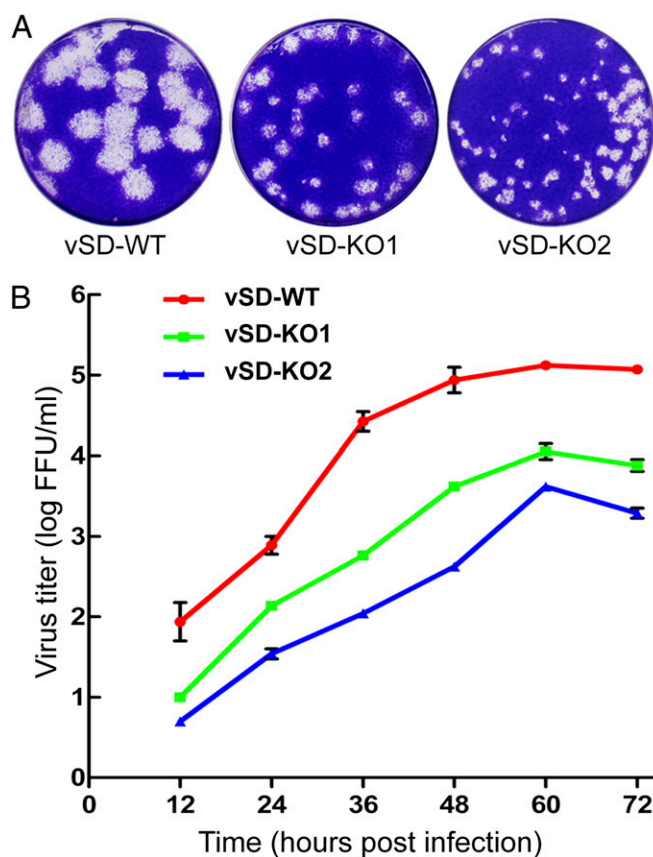 A
vSD-WT vSD-KO1 vSD-KO2
B
vSD-WT
vSD-KO1
vSD-KO2
Virus titer (log FFU/ml)
6
5
4
3
2
1
0
0 12 24 36 48 60 72
Time (hours post infection)